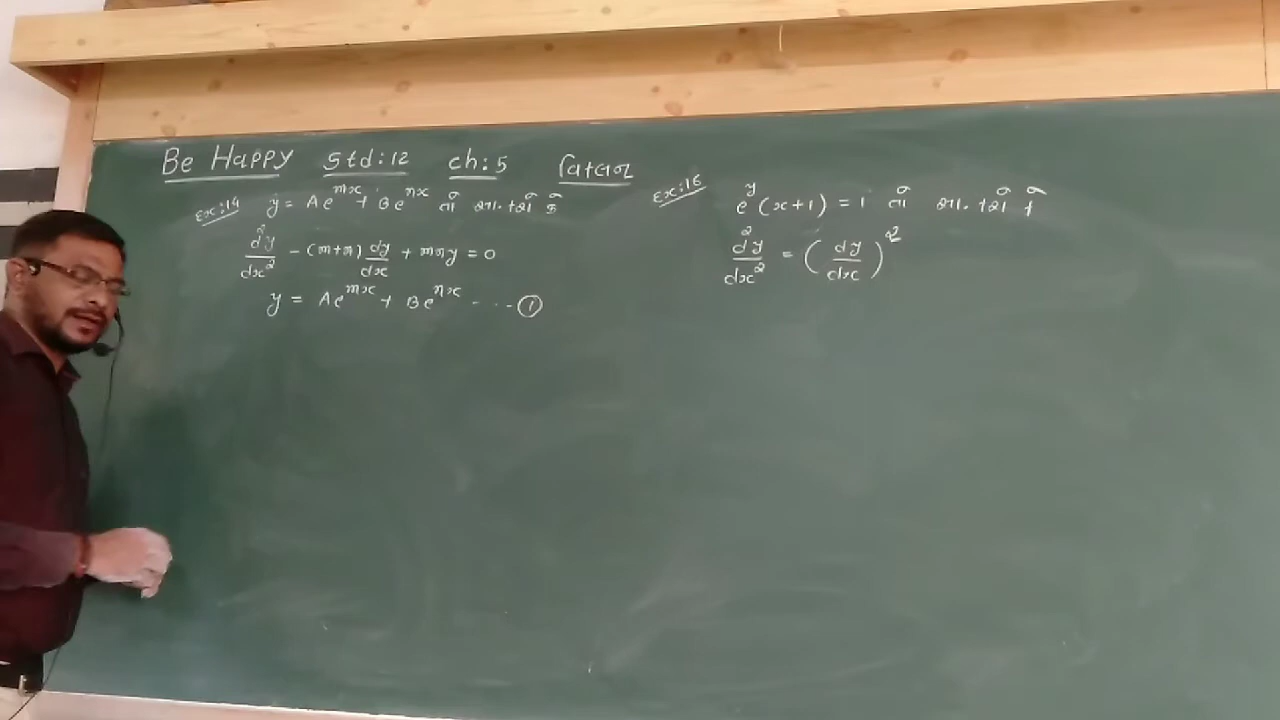 Be Happy Std:12 ch:5 વિકલન
Ex:14 y = Ae^{mx} + Be^{nx} તો સા. કરો કે
d²y/dx² - (m+n) dy/dx + mny = 0
y = Ae^{mx} + Be^{nx} - - - ①
Ex:16 e^y (x+1) = 1 તો સા. કરો કે
d²y/dx² = (dy/dx)²